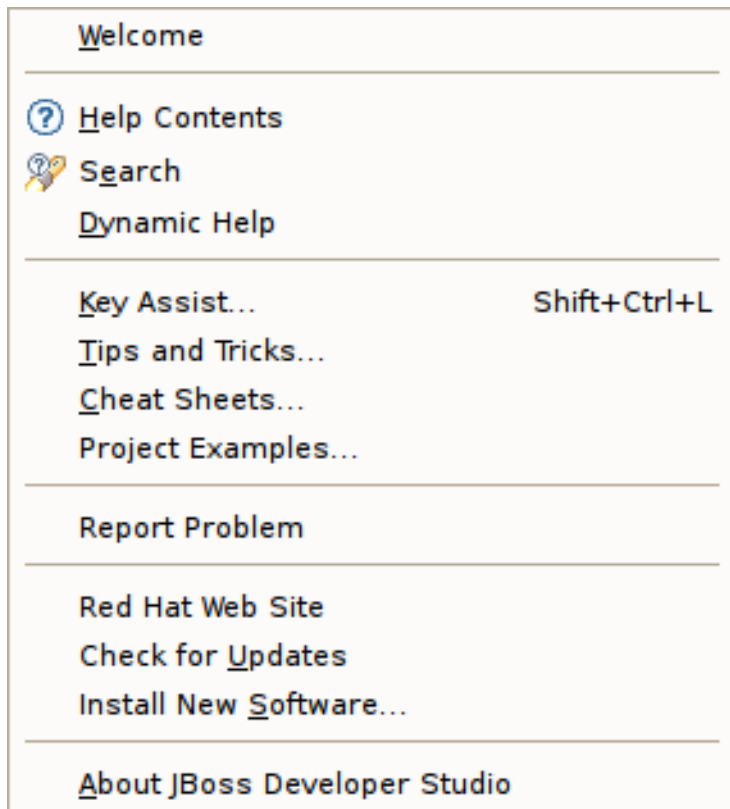 Welcome
Help Contents
Search
Dynamic Help
Key Assist... Shift+Ctrl+L
Tips and Tricks...
Cheat Sheets...
Project Examples...
Report Problem
Red Hat Web Site
Check for Updates
Install New Software...
About JBoss Developer Studio